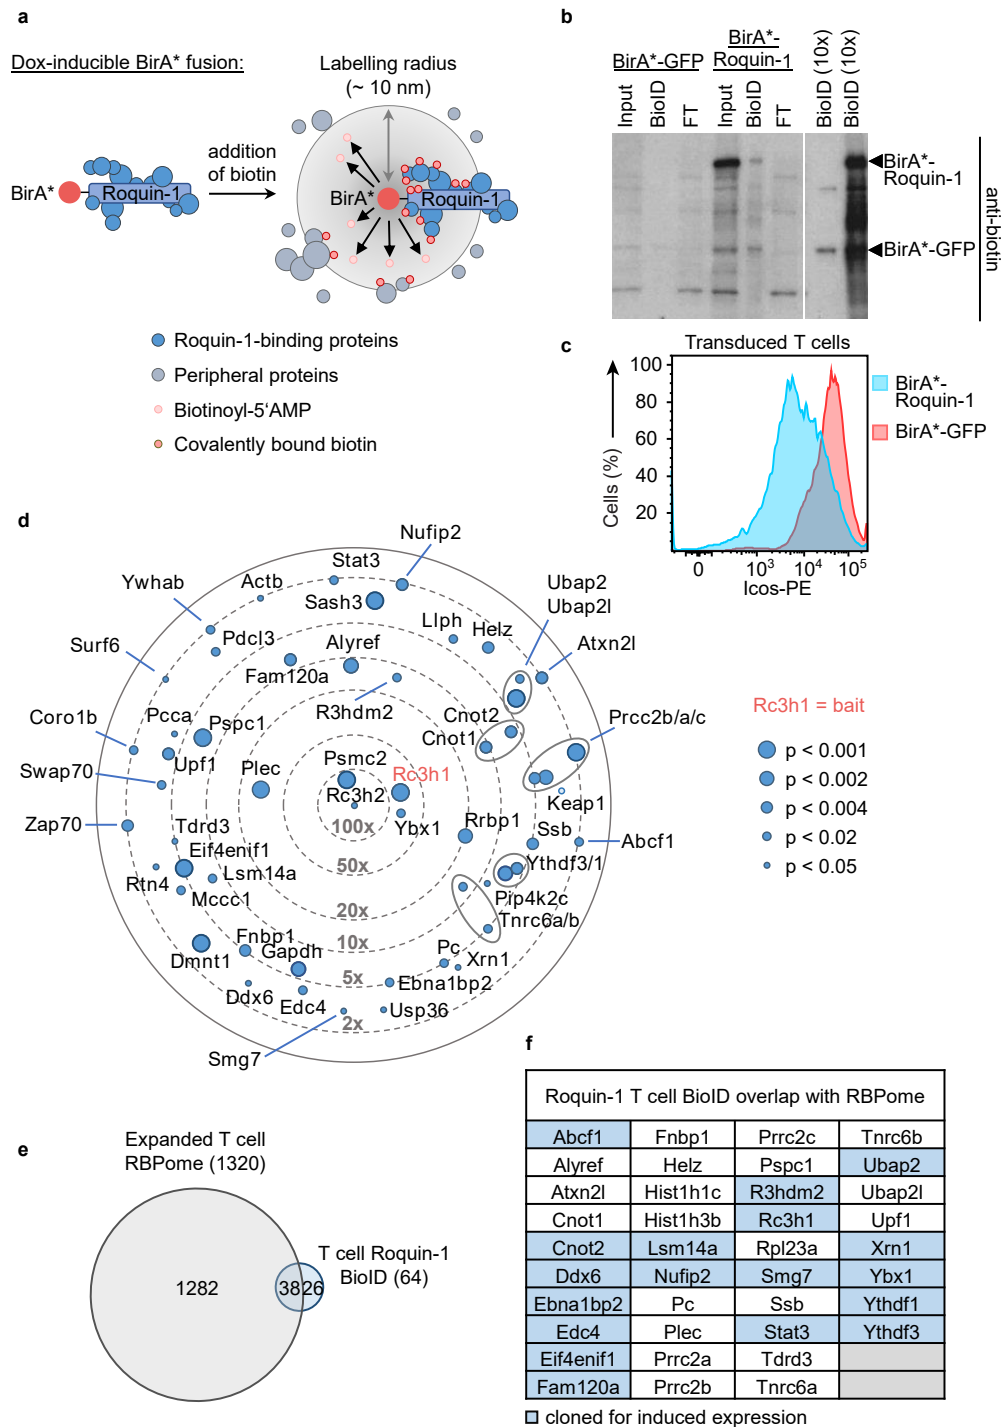 a
Dox-inducible BirA* fusion:
BirA*
Roquin-1
addition
of biotin
Labelling radius
(~ 10 nm)
BirA*
Roquin-1
Roquin-1-binding proteins
Peripheral proteins
Biotinoyl-5‘AMP
Covalently bound biotin
b
BirA*-GFP
BirA*-
Roquin-1
Input
BioID
FT
Input
BioID
FT
BioID (10x)
BioID (10x)
BirA*-
Roquin-1
BirA*-GFP
anti-biotin
c
Transduced T cells
Cells (%)
100
80
60
40
20
0
10³
10⁴
10⁵
Icos-PE
BirA*-
Roquin-1
BirA*-GFP
d
Nufip2
Stat3
Ywhab
Actb
Sash3
Ubap2
Ubap2l
Surf6
Pdcl3
Alyref
Llph
Helz
Atxn2l
Fam120a
R3hdm2
Coro1b
Pcca
Pspc1
Cnot2
Cnot1
Prcc2b/a/c
Upf1
Swap70
Plec
Psmc2
Rc3h1
Rc3h2
Keap1
Zap70
Ybx1
Rrbp1
Ssb
Abcf1
100x
Tdrd3
Eif4enif1
Ythdf3/1
50x
Rtn4
Lsm14a
Mccc1
Pip4k2c
Tnrc6a/b
20x
Fnbp1
Gapdh
10x
Dmnt1
Pc
Xrn1
5x
Ebna1bp2
Ddx6
Edc4
Usp36
2x
Smg7
Rc3h1 = bait
p < 0.001
p < 0.002
p < 0.004
p < 0.02
p < 0.05
e
Expanded T cell
RBPome (1320)
T cell Roquin-1
BioID (64)
1282
38
26
f
Roquin-1 T cell BioID overlap with RBPome
Abcf1 Fnbp1 Prrc2c Tnrc6b
Alyref Helz Pspc1 Ubap2
Atxn2l Hist1h1c R3hdm2 Ubap2l
Cnot1 Hist1h3b Rc3h1 Upf1
Cnot2 Lsm14a Rpl23a Xrn1
Ddx6 Nufip2 Smg7 Ybx1
Ebna1bp2 Pc Ssb Ythdf1
Edc4 Plec Stat3 Ythdf3
Eif4enif1 Prrc2a Tdrd3
Fam120a Prrc2b Tnrc6a
cloned for induced expression